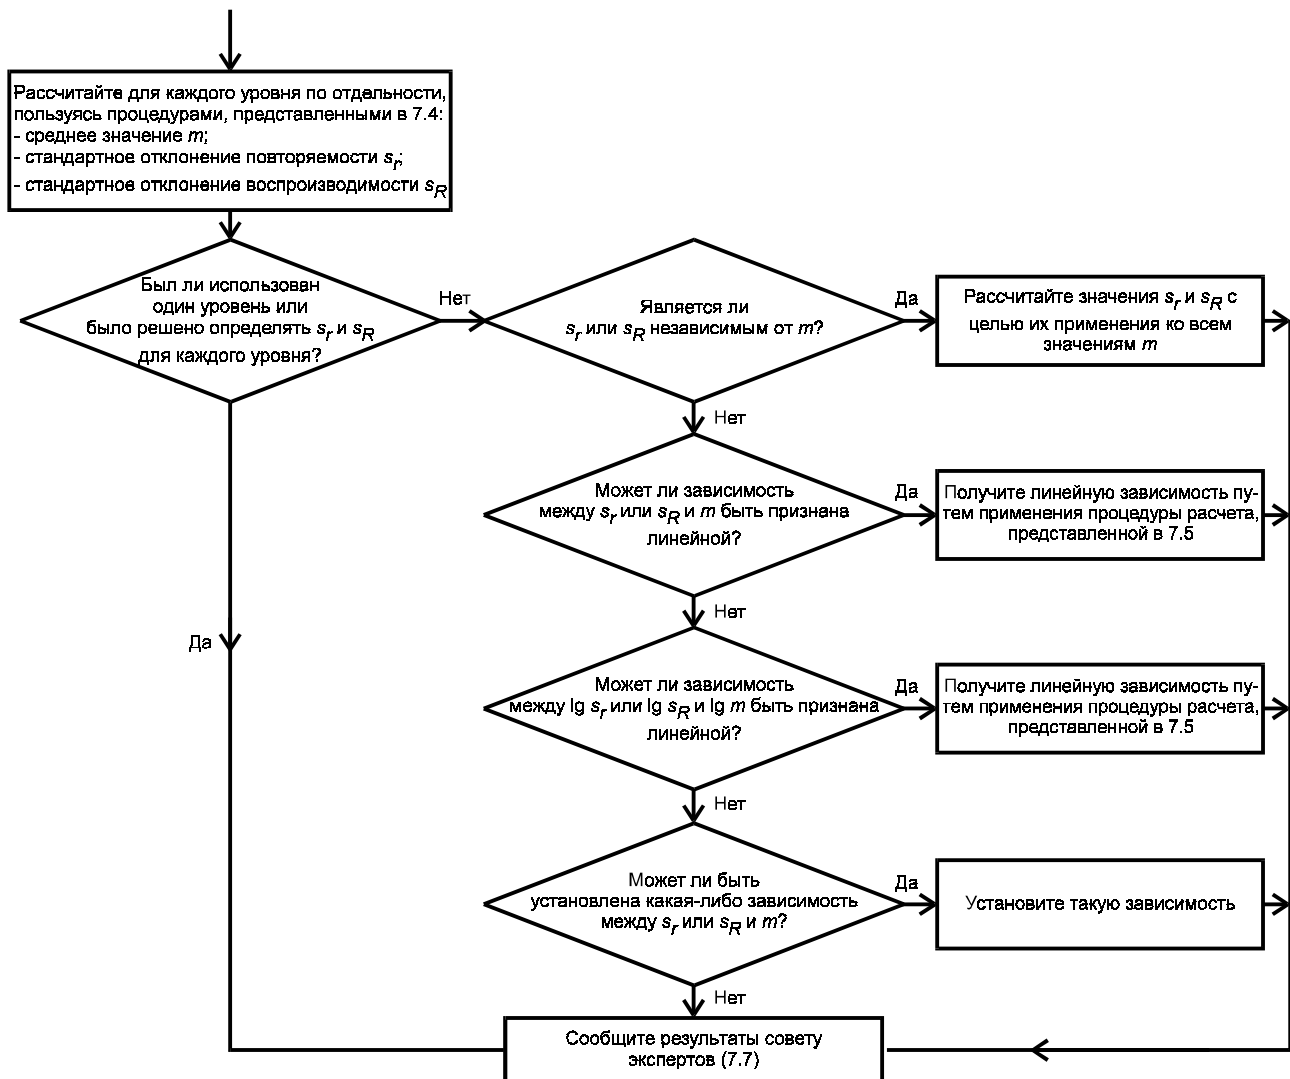 Рассчитайте для каждого уровня по отдельности,
пользуясь процедурами, представленными в 7.4:
- среднее значение m;
- стандартное отклонение повторяемости sr;
- стандартное отклонение воспроизводимости sR
Был ли использован
один уровень или
было решено определять sr и sR
для каждого уровня?
Нет
Является ли
sr или sR независимым от m?
Да
Рассчитайте значения sr и sR с
целью их применения ко всем
значениям m
Нет
Может ли зависимость
между sr или sR и m быть признана
линейной?
Да
Получите линейную зависимость пу-
тем применения процедуры расчета,
представленной в 7.5
Нет
Да
Может ли зависимость
между lg sr или lg sR и lg m быть признана
линейной?
Да
Получите линейную зависимость пу-
тем применения процедуры расчета,
представленной в 7.5
Нет
Может ли быть
установлена какая-либо зависимость
между sr или sR и m?
Да
Установите такую зависимость
Нет
Сообщите результаты совету
экспертов (7.7)